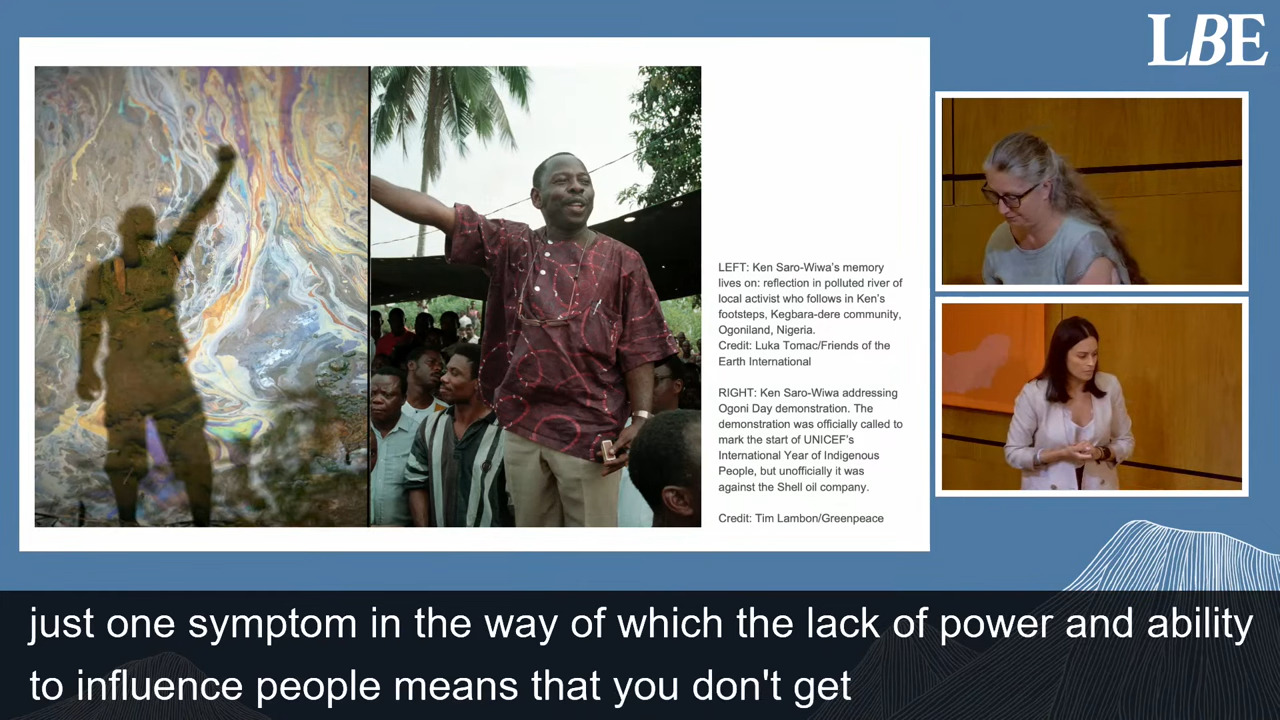 LBE
LEFT: Ken Saro-Wiwa's memory
lives on: reflection in polluted river of
local activist who follows in Ken's
footsteps, Kegbara-dere community,
Ogoniland, Nigeria.
Credit: Luka Tomac/Friends of the
Earth International
RIGHT: Ken Saro-Wiwa addressing
Ogoni Day demonstration. The
demonstration was officially called to
mark the start of UNICEF's
International Year of Indigenous
People, but unofficially it was
against the Shell oil company.
Credit: Tim Lambon/Greenpeace
just one symptom in the way of which the lack of power and ability
to influence people means that you don't get